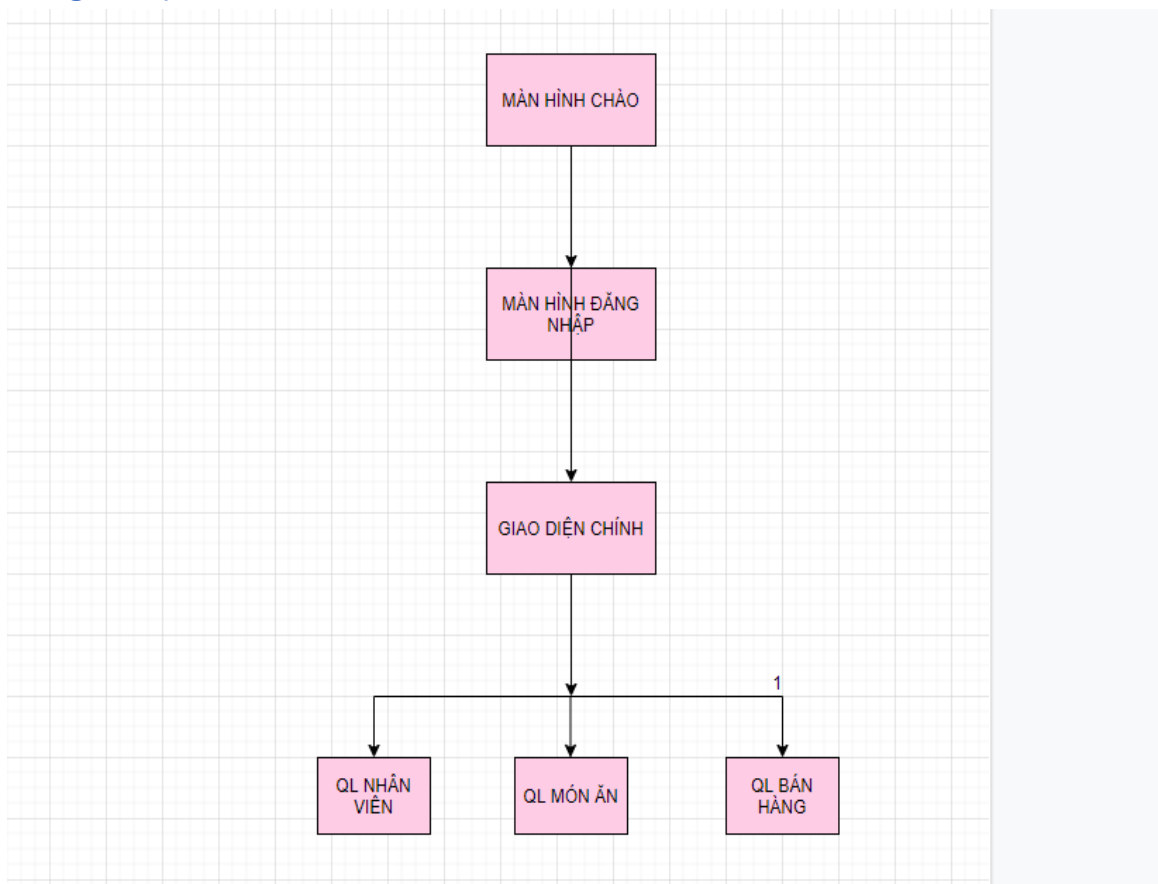 MÀN HÌNH CHÀO
MÀN HÌNH ĐĂNG
NHẬP
GIAO DIỆN CHÍNH
1
QL NHÂN
VIÊN
QL MÓN ĂN
QL BÁN
HÀNG